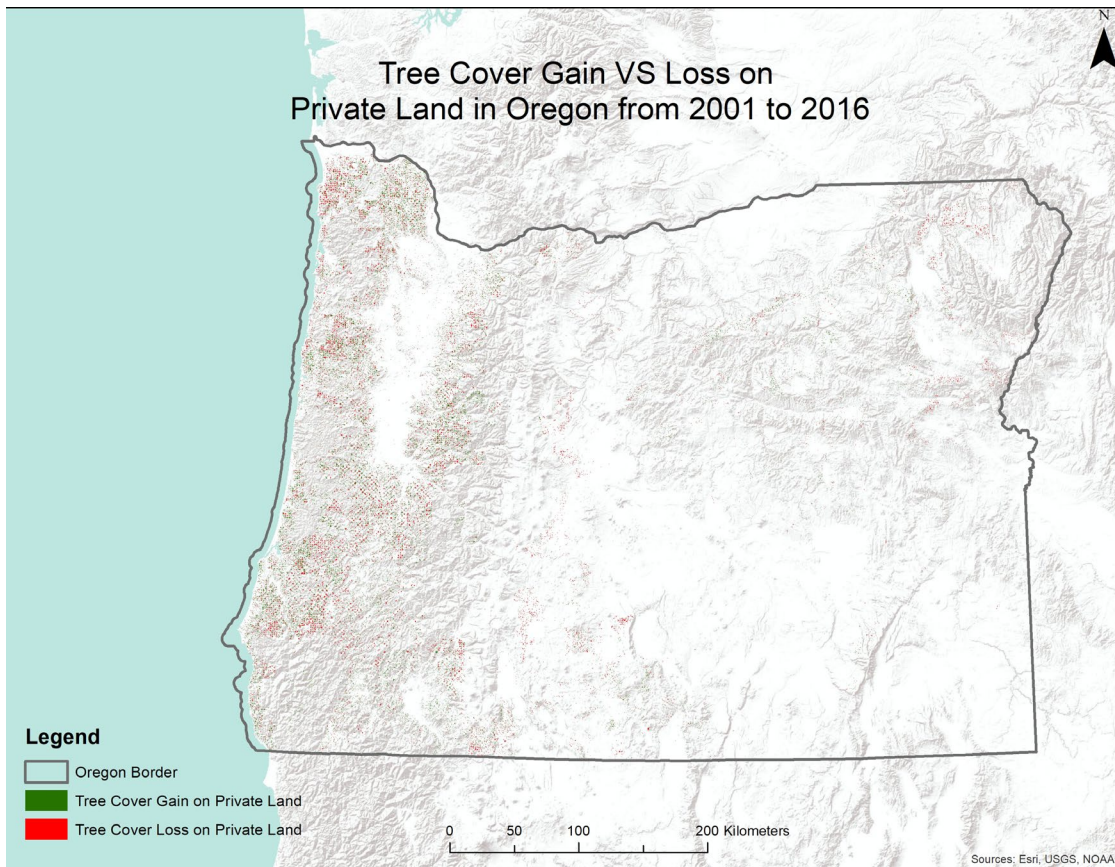 N
Tree Cover Gain VS Loss on
Private Land in Oregon from 2001 to 2016
Legend
Oregon Border
Tree Cover Gain on Private Land
Tree Cover Loss on Private Land
0 50 100 200 Kilometers
Sources: Esri, USGS, NOAA